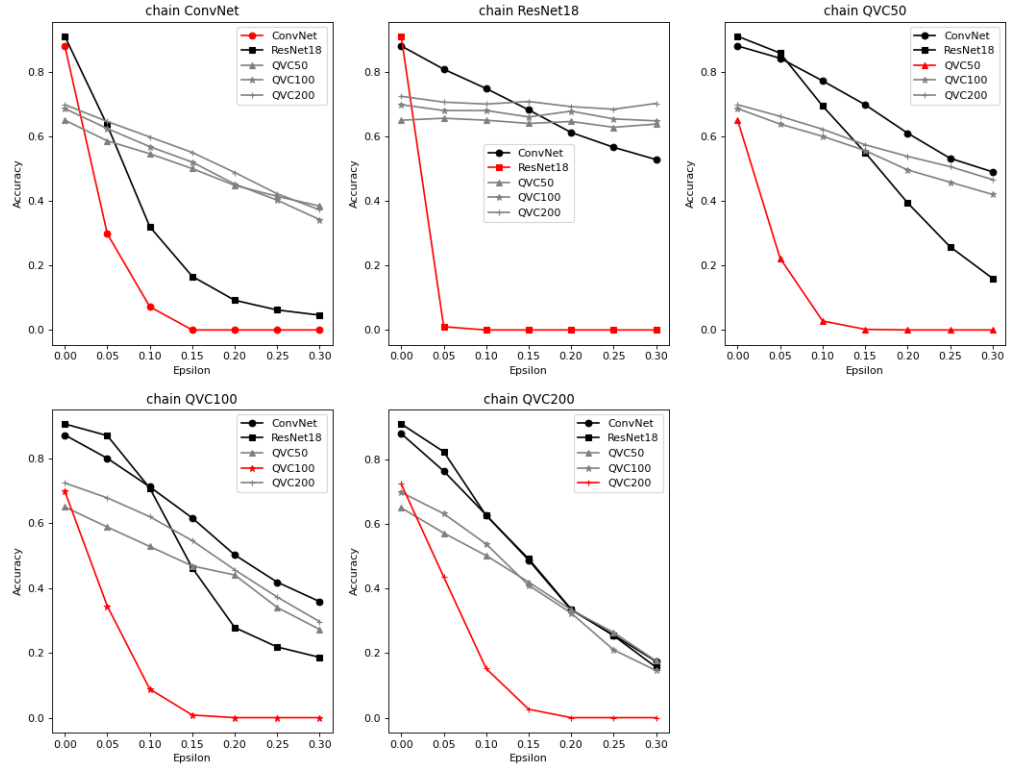 chain ConvNet
Accuracy
0.8
0.6
0.4
0.2
0.0
ConvNet
ResNet18
QVC50
QVC100
QVC200
0.00 0.05 0.10 0.15 0.20 0.25 0.30
Epsilon
chain ResNet18
Accuracy
0.8
0.6
0.4
0.2
0.0
ConvNet
ResNet18
QVC50
QVC100
QVC200
0.00 0.05 0.10 0.15 0.20 0.25 0.30
Epsilon
chain QVC50
Accuracy
0.8
0.6
0.4
0.2
0.0
ConvNet
ResNet18
QVC50
QVC100
QVC200
0.00 0.05 0.10 0.15 0.20 0.25 0.30
Epsilon
chain QVC100
Accuracy
0.8
0.6
0.4
0.2
0.0
ConvNet
ResNet18
QVC50
QVC100
QVC200
0.00 0.05 0.10 0.15 0.20 0.25 0.30
Epsilon
chain QVC200
Accuracy
0.8
0.6
0.4
0.2
0.0
ConvNet
ResNet18
QVC50
QVC100
QVC200
0.00 0.05 0.10 0.15 0.20 0.25 0.30
Epsilon